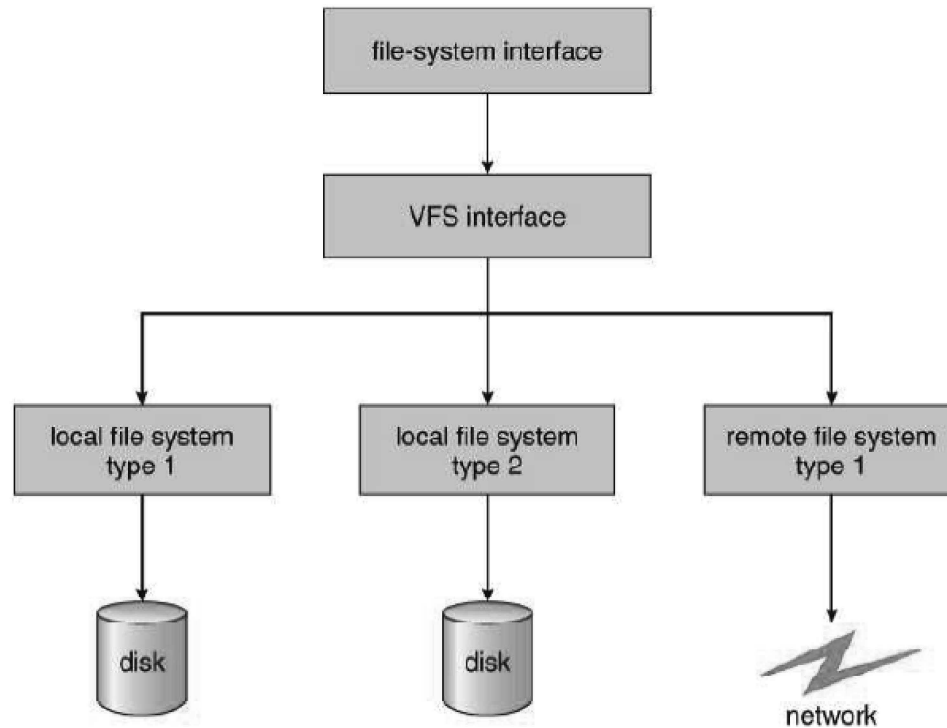 file-system interface
VFS interface
local file system
type 1
local file system
type 2
remote file system
type 1
disk
disk
network